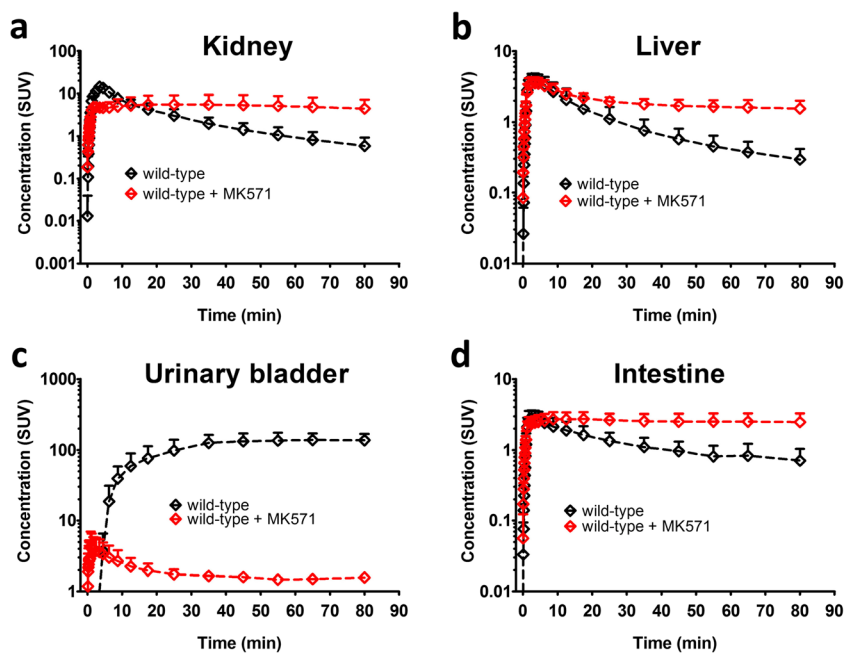 a
Kidney
Concentration (SUV)
100
10
1
0.1
0.01
0.001
wild-type
wild-type + MK571
0 10 20 30 40 50 60 70 80 90
Time (min)
b
Liver
Concentration (SUV)
10
1
0.1
0.01
wild-type
wild-type + MK571
0 10 20 30 40 50 60 70 80 90
Time (min)
c
Urinary bladder
Concentration (SUV)
1000
100
10
1
wild-type
wild-type + MK571
0 10 20 30 40 50 60 70 80 90
Time (min)
d
Intestine
Concentration (SUV)
10
1
0.1
0.01
wild-type
wild-type + MK571
0 10 20 30 40 50 60 70 80 90
Time (min)